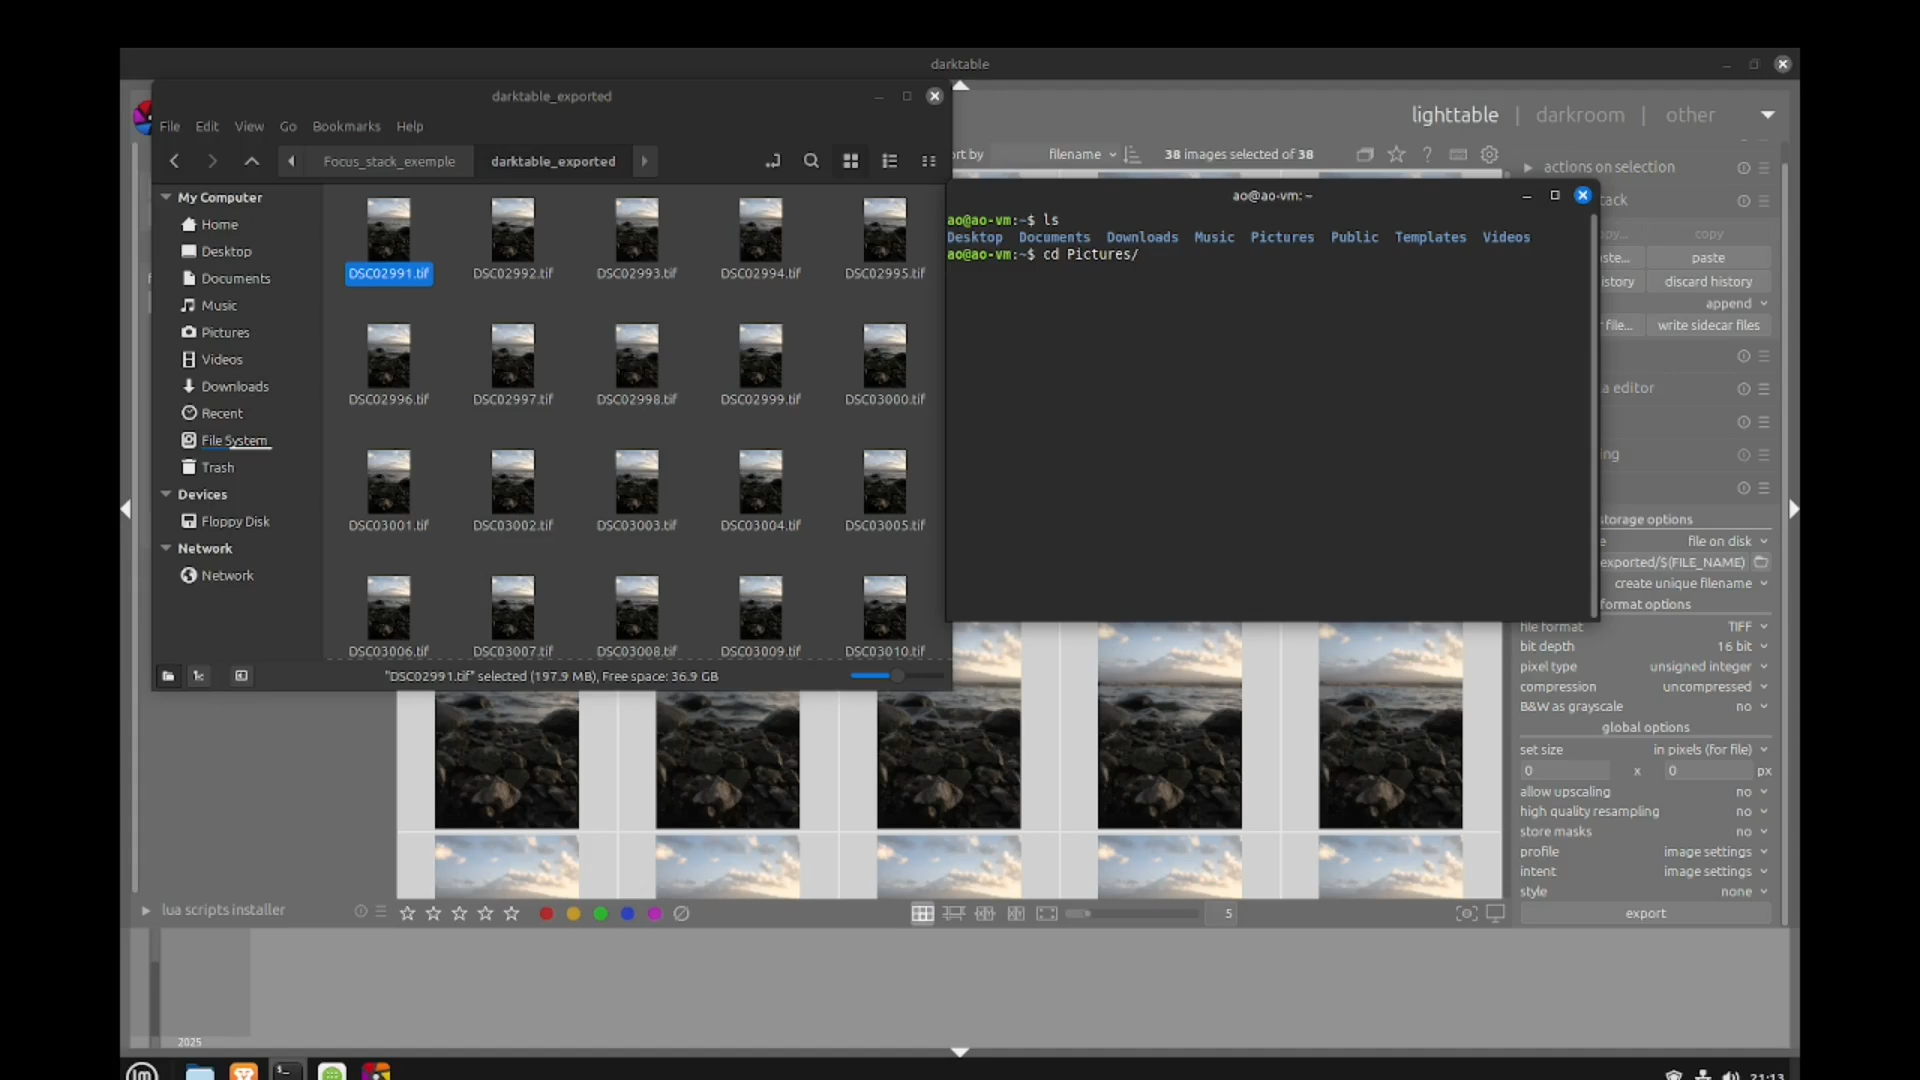 darktable
darktable_exported
File Edit View Go Bookmarks Help
Focus_stack_exemple darktable_exported
My Computer
Home
Desktop
Documents
Music
Pictures
Videos
Downloads
Recent
File System
Trash
Devices
Floppy Disk
Network
Network
DSC02991.tif DSC02992.tif DSC02993.tif DSC02994.tif DSC02995.tif
DSC02996.tif DSC02997.tif DSC02998.tif DSC02999.tif DSC03000.tif
DSC03001.tif DSC03002.tif DSC03003.tif DSC03004.tif DSC03005.tif
DSC03006.tif DSC03007.tif DSC03008.tif DSC03009.tif DSC03010.tif
"DSC02991.tif" selected (197.9 MB), Free space: 36.9 GB
lighttable | darkroom | other
ort by filename 38 images selected of 38
ao@ao-vm: ~
ao@ao-vm:~$ ls
Desktop Documents Downloads Music Pictures Public Templates Videos
ao@ao-vm:~$ cd Pictures/
actions on selection
tack
copy
ste... paste
istory discard history
append
file... write sidecar files
a editor
ng
storage options
e file on disk
exported/$(FILE_NAME)
create unique filename
format options
file format TIFF
bit depth 16 bit
pixel type unsigned integer
compression uncompressed
B&W as grayscale no
global options
set size in pixels (for file)
0 x 0 px
allow upscaling no
high quality resampling no
store masks no
profile image settings
intent image settings
style none
export
lua scripts installer
5
2025
21:13